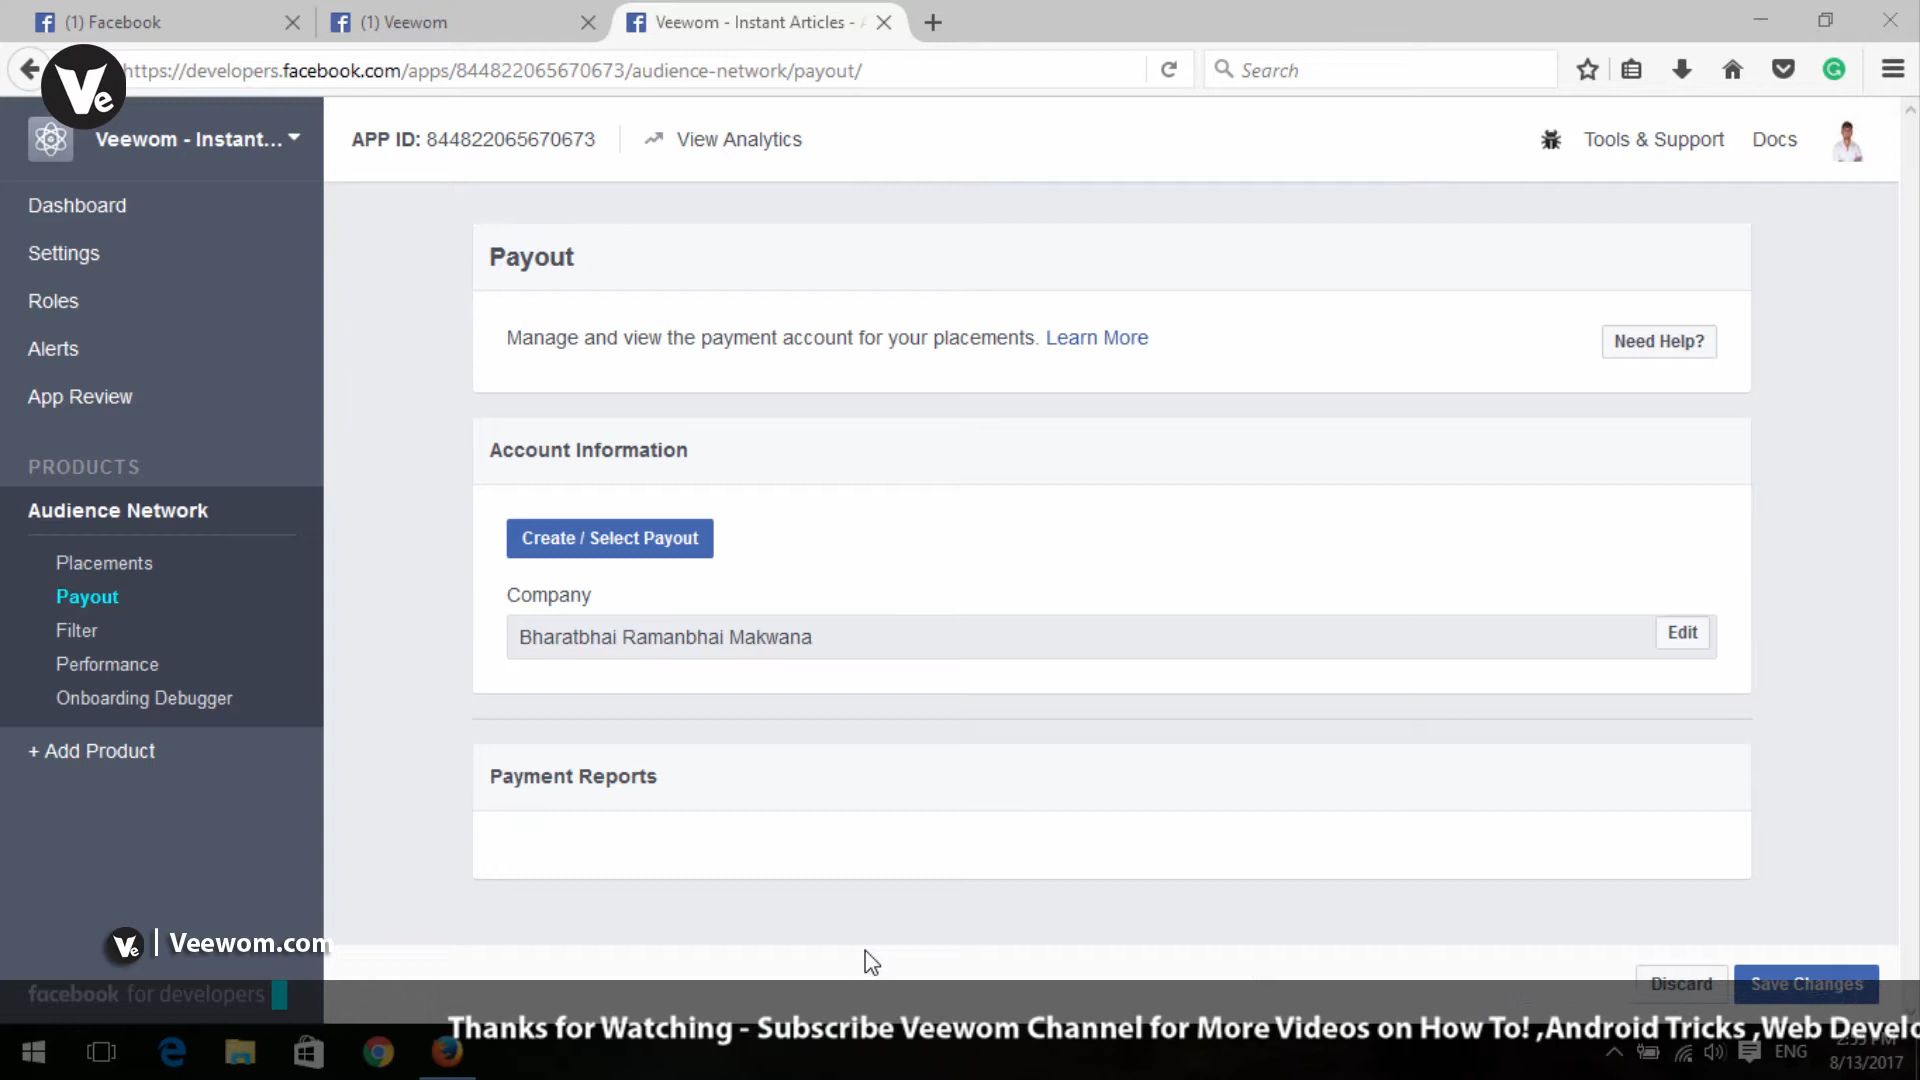 (1) Facebook
(1) Veewom
Veewom - Instant Articles -
https://developers.facebook.com/apps/844822065670673/audience-network/payout/
Search
Ve
Veewom - Instant...
APP ID: 844822065670673
View Analytics
Tools & Support
Docs
Dashboard
Settings
Roles
Alerts
App Review
PRODUCTS
Audience Network
Placements
Payout
Filter
Performance
Onboarding Debugger
+ Add Product
Payout
Manage and view the payment account for your placements. Learn More
Need Help?
Account Information
Create / Select Payout
Company
Bharatbhai Ramanbhai Makwana
Edit
Payment Reports
Ve | Veewom.com
facebook for developers
Discard
Save Changes
Thanks for Watching - Subscribe Veewom Channel for More Videos on How To! ,Android Tricks ,Web Develo
ENG
2:55 PM
8/13/2017